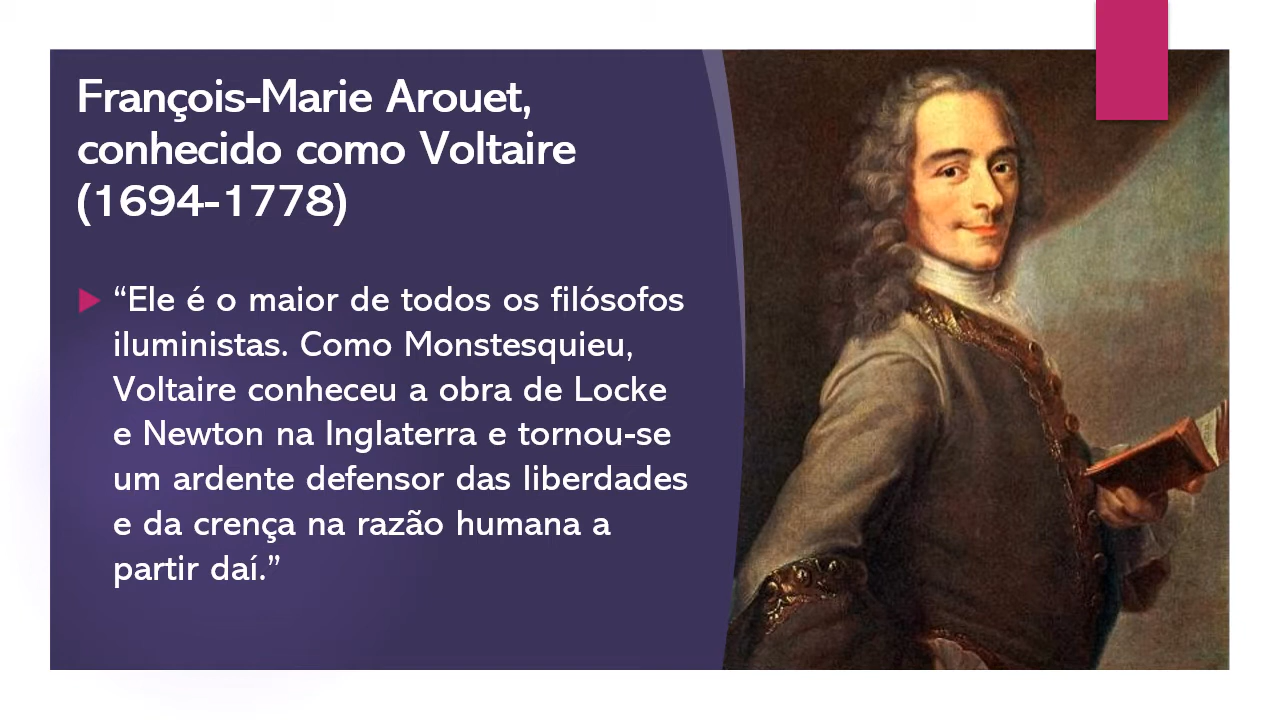 François-Marie Arouet,
conhecido como Voltaire
(1694-1778)
“Ele é o maior de todos os filósofos
iluministas. Como Monstesquieu,
Voltaire conheceu a obra de Locke
e Newton na Inglaterra e tornou-se
um ardente defensor das liberdades
e da crença na razão humana a
partir daí.”